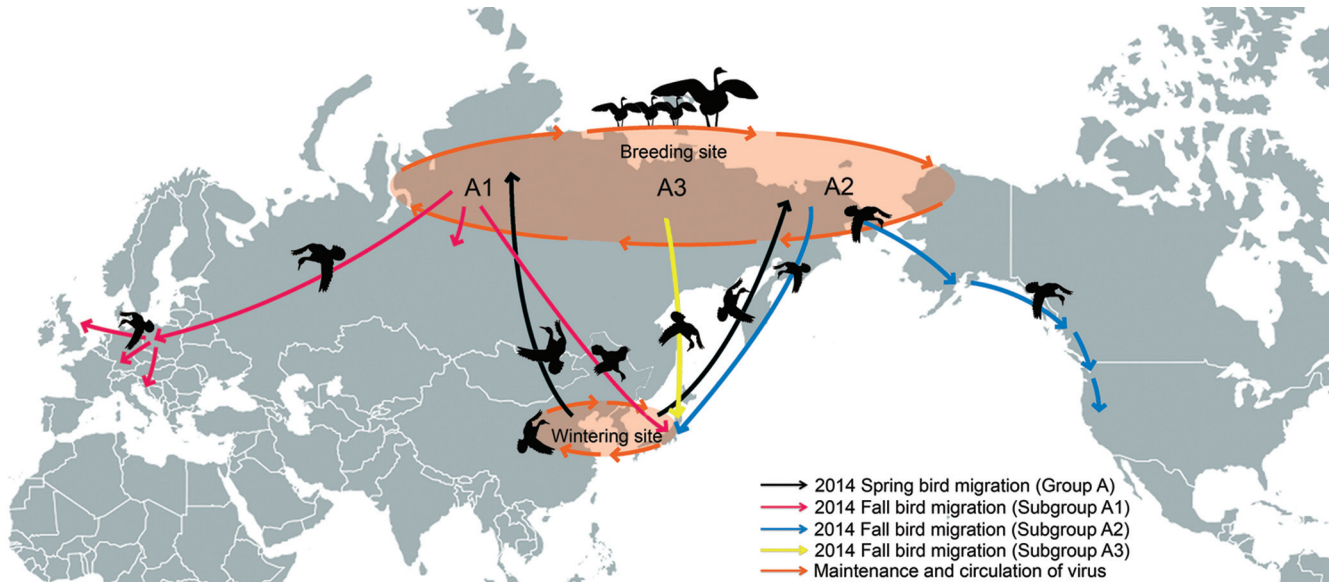 Breeding site
A1
A3
A2
Wintering site
2014 Spring bird migration (Group A)
2014 Fall bird migration (Subgroup A1)
2014 Fall bird migration (Subgroup A2)
2014 Fall bird migration (Subgroup A3)
Maintenance and circulation of virus